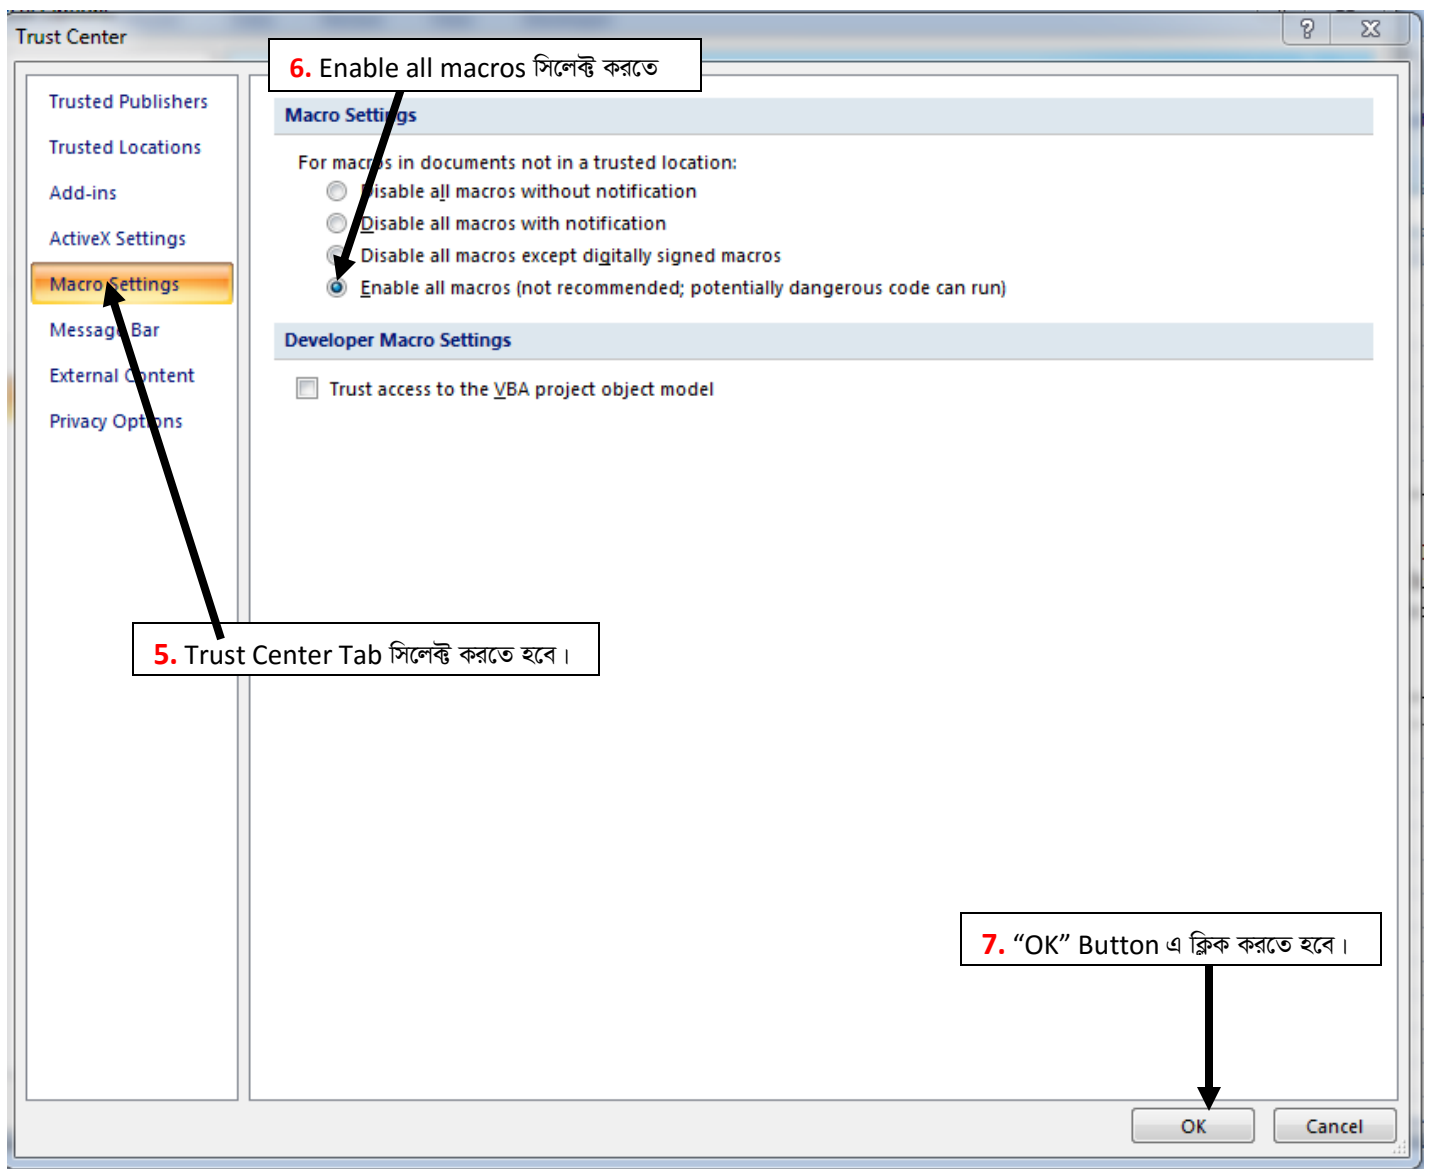 Trust Center
6. Enable all macros সিলেক্ট করতে
Trusted Publishers
Trusted Locations
Add-ins
ActiveX Settings
Macro Settings
Message Bar
External Content
Privacy Options
Macro Settings
For macros in documents not in a trusted location:
Disable all macros without notification
Disable all macros with notification
Disable all macros except digitally signed macros
Enable all macros (not recommended; potentially dangerous code can run)
Developer Macro Settings
Trust access to the VBA project object model
5. Trust Center Tab সিলেক্ট করতে হবে।
7. “OK” Button এ ক্লিক করতে হবে।
OK
Cancel